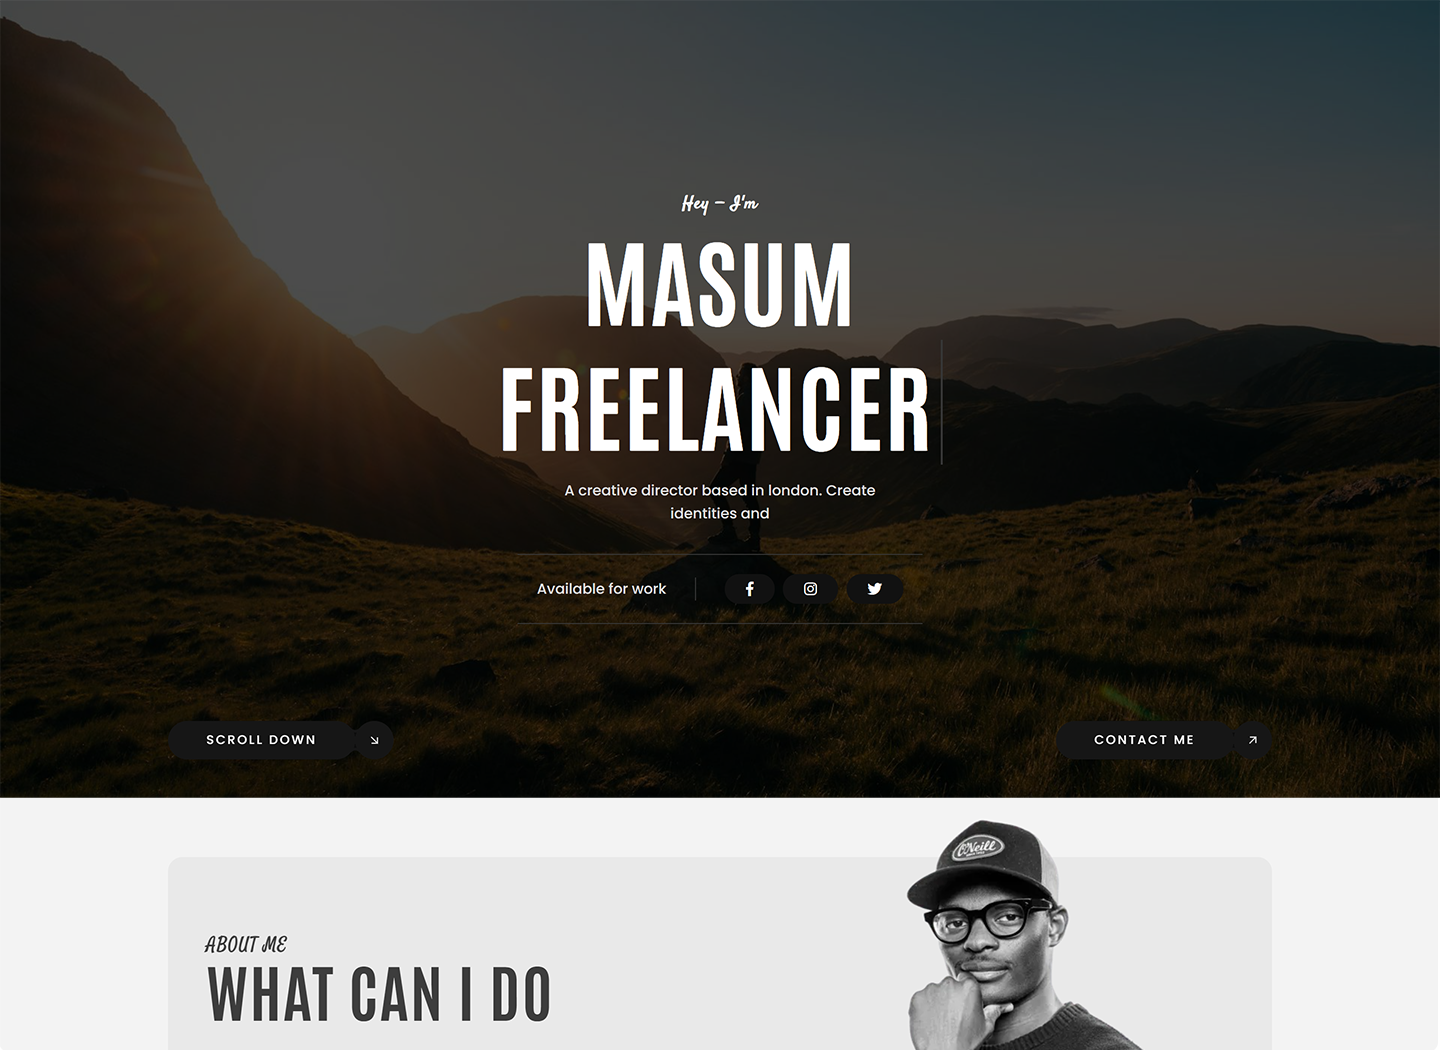 Hey – I'm
MASUM
FREELANCER
A creative director based in london. Create
identities and
Available for work
SCROLL DOWN
CONTACT ME
O'Neill
ABOUT ME
WHAT CAN I DO